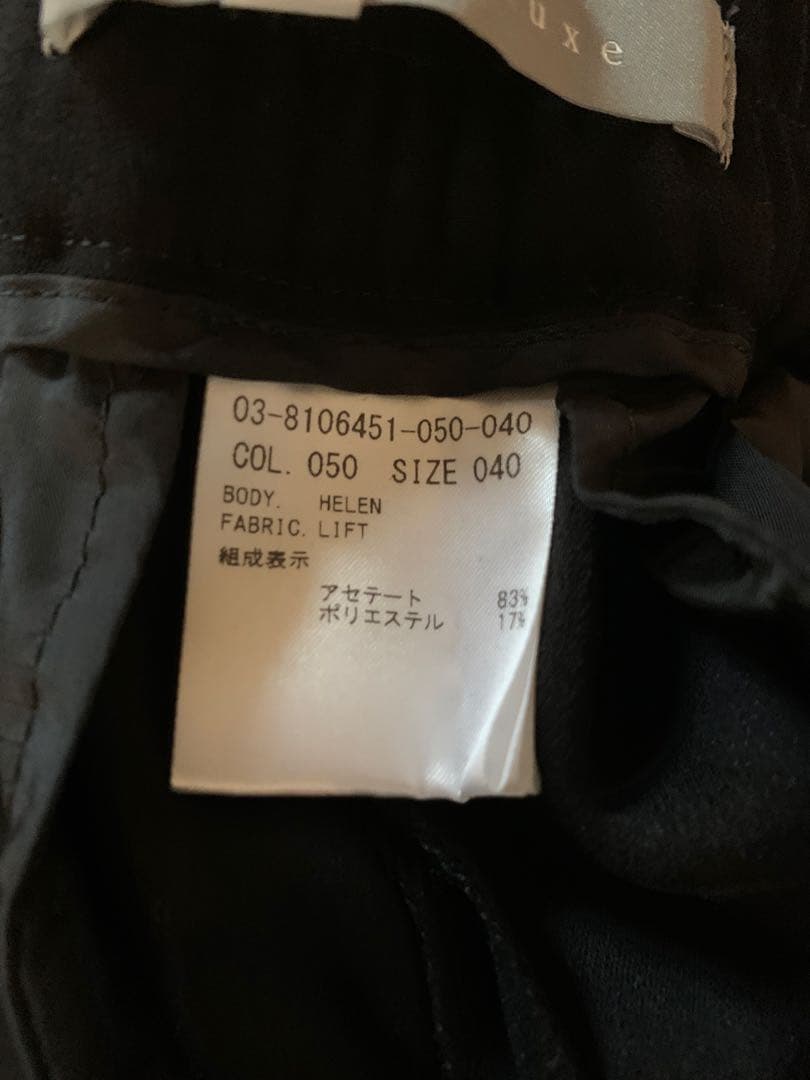 uxe
03-8106451-050-040
COL. 050 SIZE 040
BODY. HELEN
FABRIC. LIFT
組成表示
アセテート 83%
ポリエステル 17%